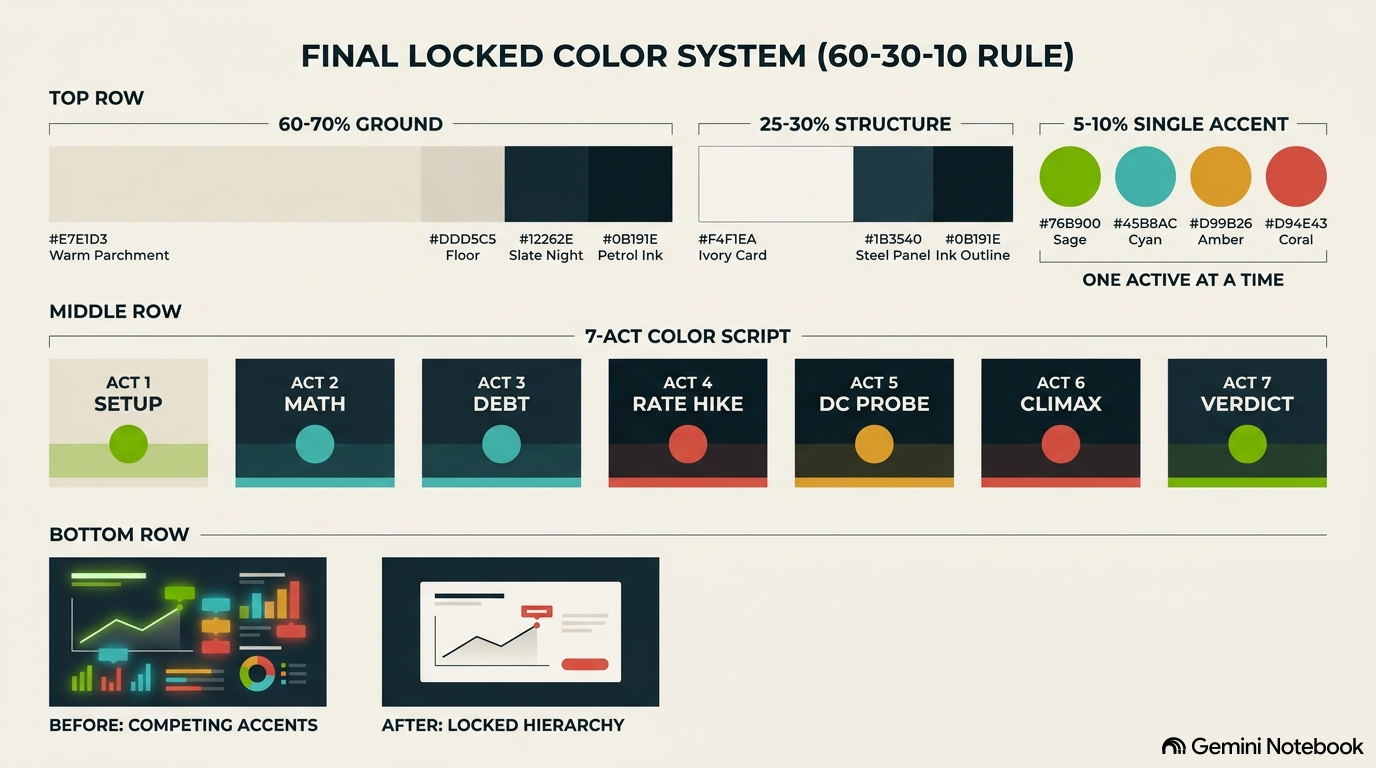 FINAL LOCKED COLOR SYSTEM (60-30-10 RULE)
TOP ROW
60-70% GROUND
25-30% STRUCTURE
5-10% SINGLE ACCENT
#E7E1D3
Warm Parchment
#DDD5C5
Floor
#12262E
Slate Night
#0B191E
Petrol Ink
#F4F1EA
Ivory Card
#1B3540
Steel Panel
#0B191E
Ink Outline
#76B900
Sage
#45B8AC
Cyan
#D99B26
Amber
#D94E43
Coral
ONE ACTIVE AT A TIME
MIDDLE ROW
7-ACT COLOR SCRIPT
ACT 1
SETUP
ACT 2
MATH
ACT 3
DEBT
ACT 4
RATE HIKE
ACT 5
DC PROBE
ACT 6
CLIMAX
ACT 7
VERDICT
BOTTOM ROW
BEFORE: COMPETING ACCENTS
AFTER: LOCKED HIERARCHY
Gemini Notebook